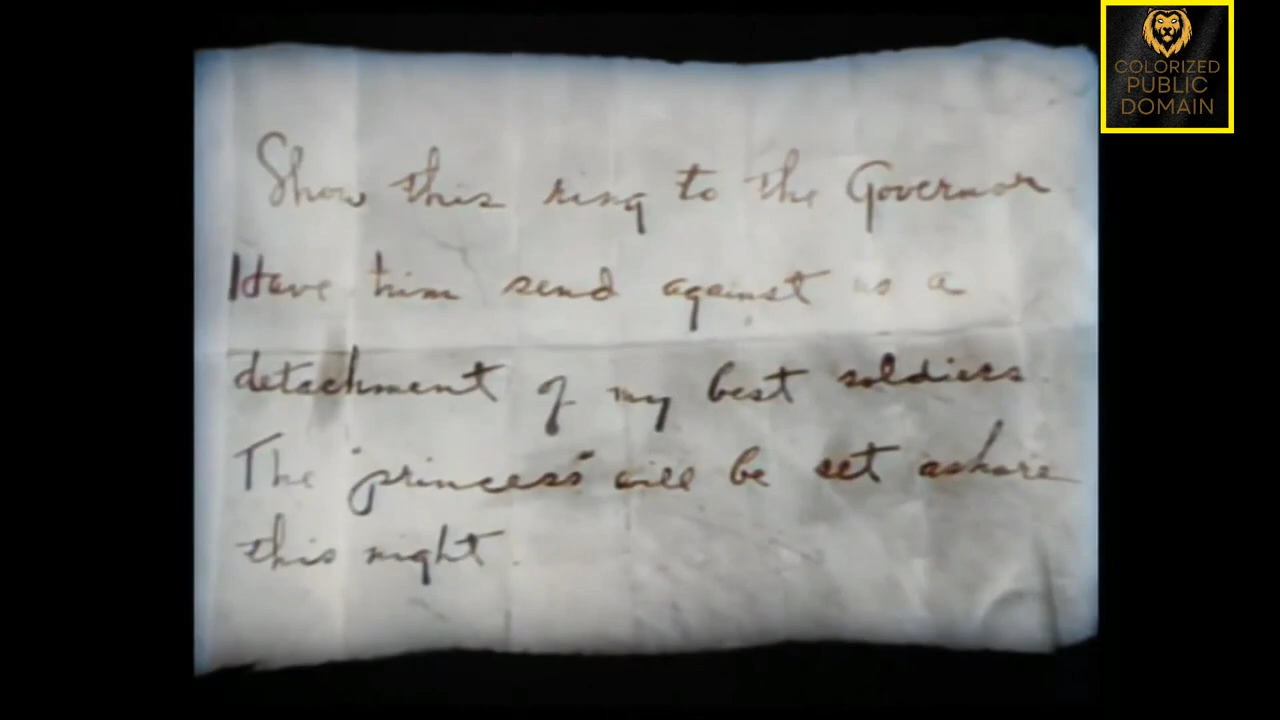 Show this ring to the Governor
Have him send against us a
detachment of my best soldiers
The "princess" will be set ashore
this night.
COLORIZED
PUBLIC
DOMAIN